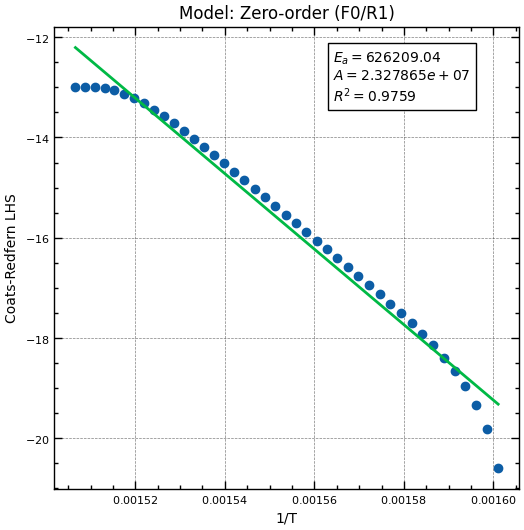 Model: Zero-order (F0/R1)
−12
−14
−16
−18
−20
Coats-Redfern LHS
E_a = 626209.04
A = 2.327865e + 07
R^2 = 0.9759
0.00152 0.00154 0.00156 0.00158 0.00160
1/T